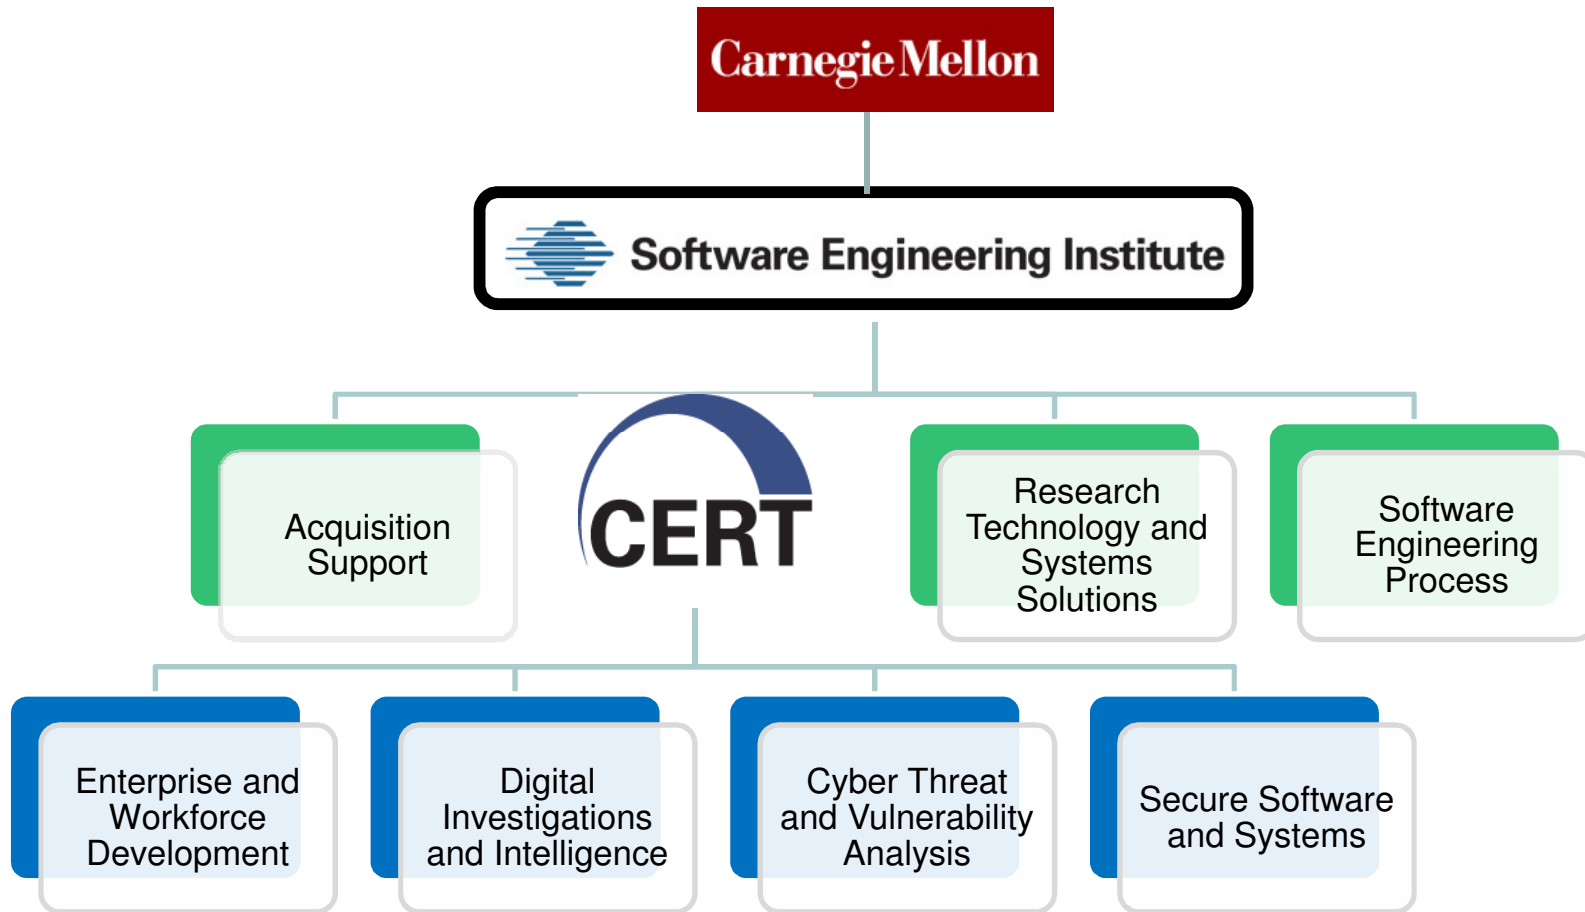 Carnegie Mellon
Software Engineering Institute
Acquisition
Support
CERT
Research
Technology and
Systems
Solutions
Software
Engineering
Process
Enterprise and
Workforce
Development
Digital
Investigations
and Intelligence
Cyber Threat
and Vulnerability
Analysis
Secure Software
and Systems